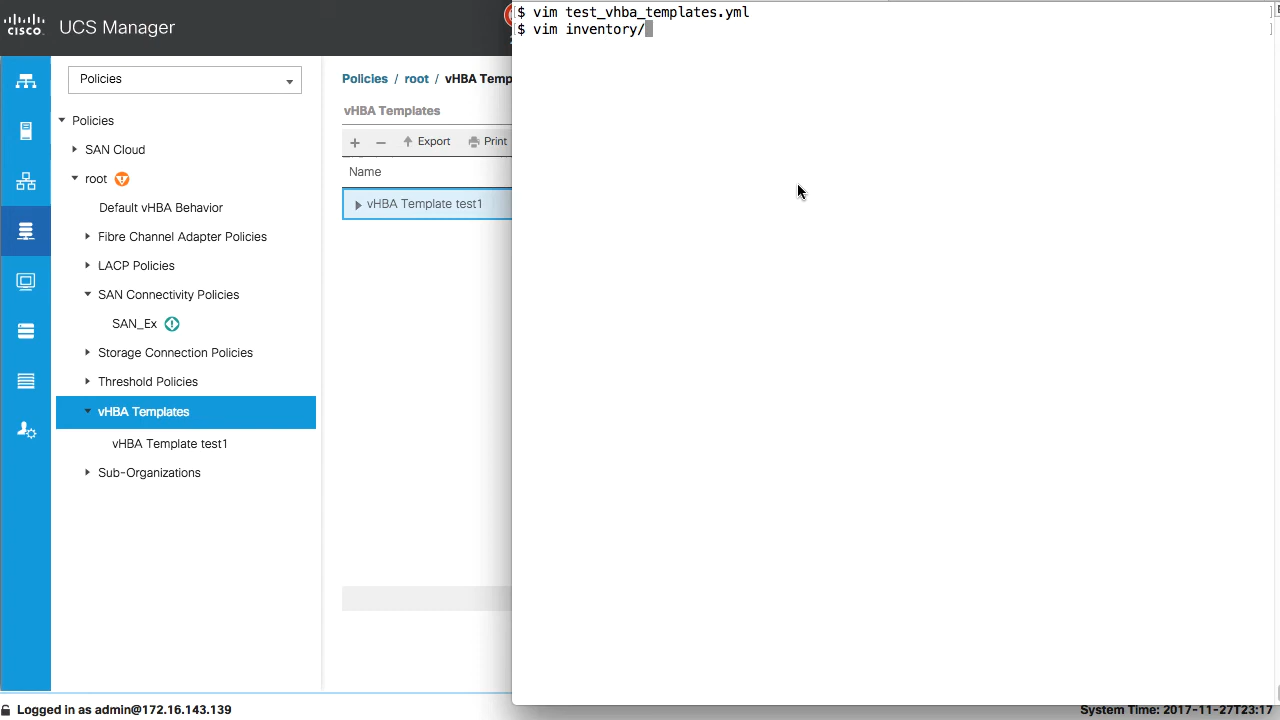 cisco
UCS Manager
Policies
Policies
SAN Cloud
root
Default vHBA Behavior
Fibre Channel Adapter Policies
LACP Policies
SAN Connectivity Policies
SAN_Ex
Storage Connection Policies
Threshold Policies
vHBA Templates
vHBA Template test1
Sub-Organizations
Policies / root / vHBA Temp
vHBA Templates
+ − Export Print
Name
vHBA Template test1
[$ vim test_vhba_templates.yml ]
[$ vim inventory/ ]
Logged in as admin@172.16.143.139
System Time: 2017-11-27T23:17